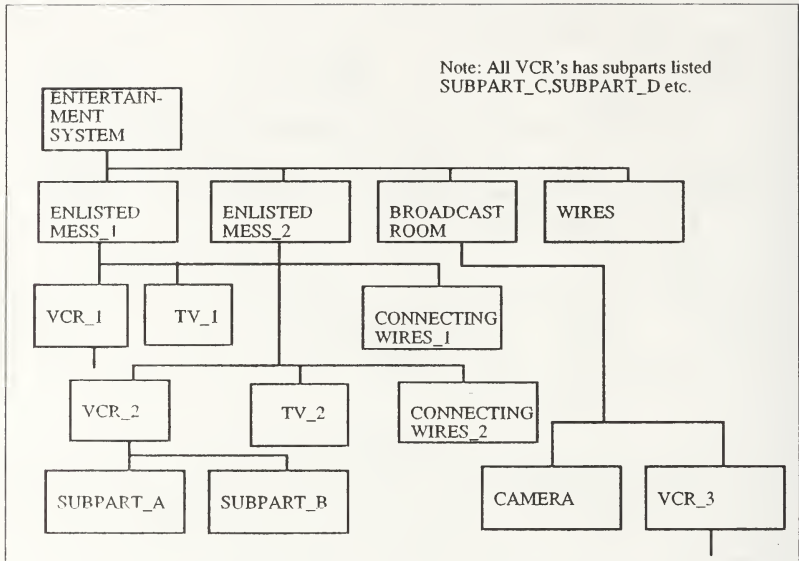 Note: All VCR's has subparts listed
SUBPART_C,SUBPART_D etc.
ENTERTAIN-
MENT
SYSTEM
ENLISTED
MESS_1
ENLISTED
MESS_2
BROADCAST
ROOM
WIRES
VCR_1
TV_1
CONNECTING
WIRES_1
VCR_2
TV_2
CONNECTING
WIRES_2
SUBPART_A
SUBPART_B
CAMERA
VCR_3